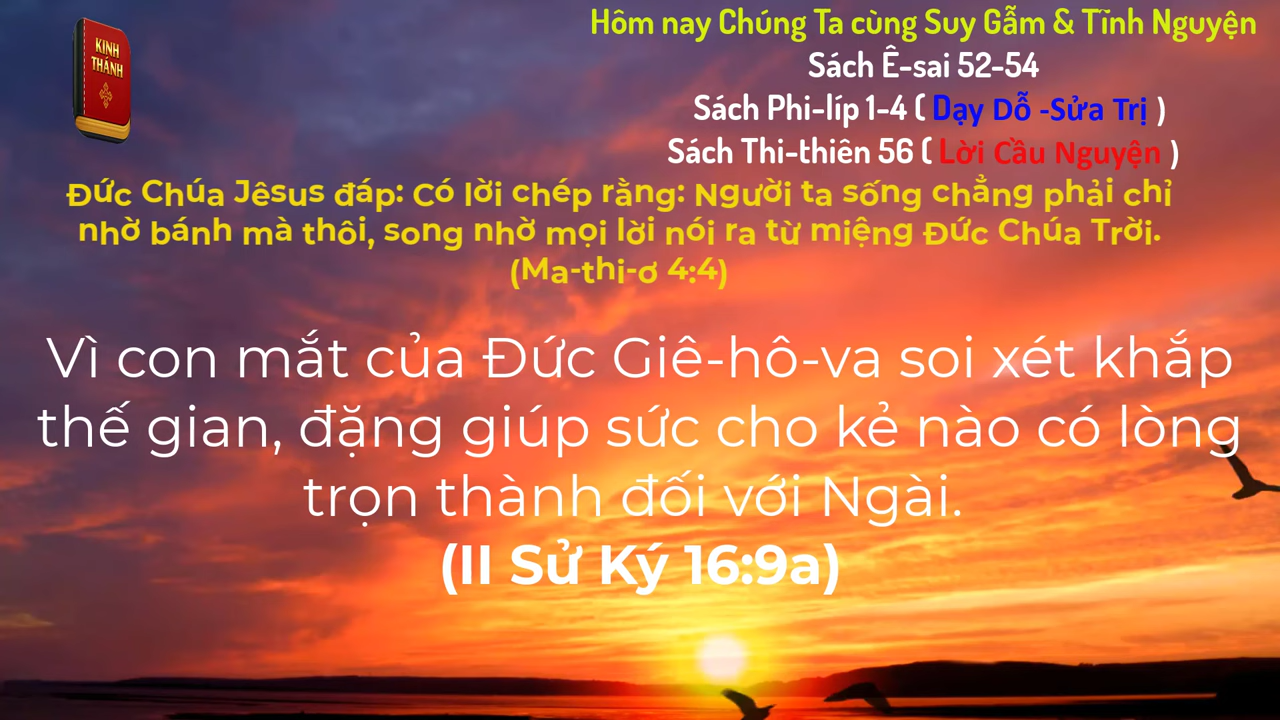 KINH
THÁNH
Hôm nay Chúng Ta cùng Suy Gẫm & Tĩnh Nguyện
Sách Ê-sai 52-54
Sách Phi-líp 1-4 ( Dạy Dỗ -Sửa Trị )
Sách Thi-thiên 56 ( Lời Cầu Nguyện )
Đức Chúa Jêsus đáp: Có lời chép rằng: Người ta sống chẳng phải chỉ
nhờ bánh mà thôi, song nhờ mọi lời nói ra từ miệng Đức Chúa Trời.
(Ma-thi-ơ 4:4)
Vì con mắt của Đức Giê-hô-va soi xét khắp
thế gian, đặng giúp sức cho kẻ nào có lòng
trọn thành đối với Ngài.
(II Sử Ký 16:9a)